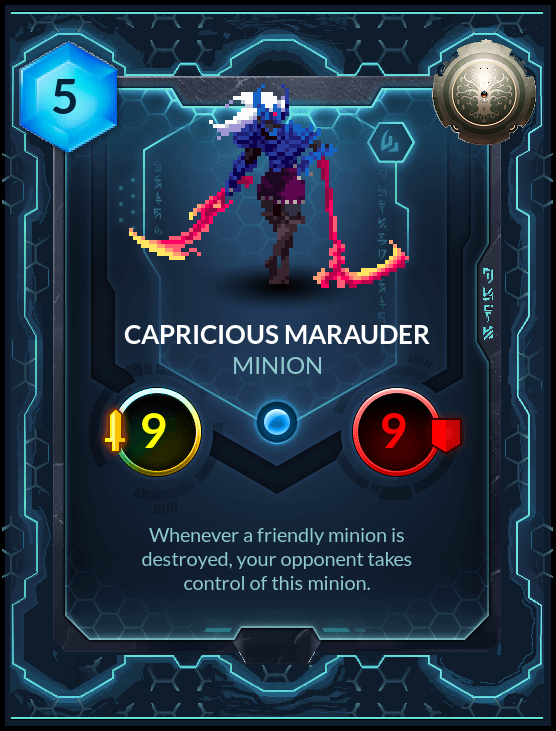 5
CAPRICIOUS MARAUDER
MINION
9
9
Whenever a friendly minion is
destroyed, your opponent takes
control of this minion.